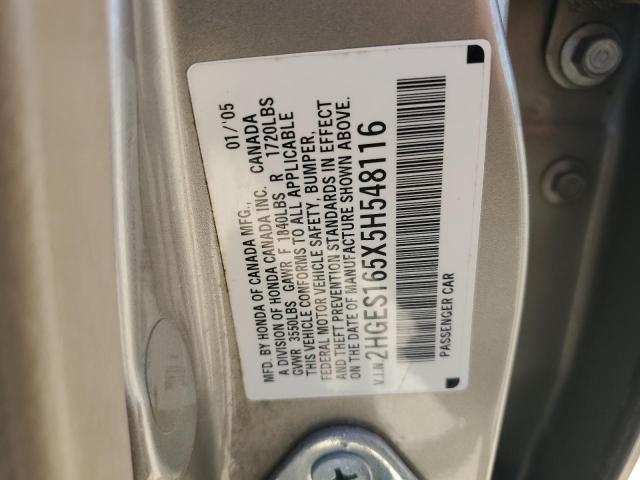 MFD. BY HONDA OF CANADA MFG., 01/'05
A DIVISION OF HONDA CANADA INC. CANADA
GVWR 3550LBS GAWR F 1840LBS R 1720LBS
THIS VEHICLE CONFORMS TO ALL APPLICABLE
FEDERAL MOTOR VEHICLE SAFETY, BUMPER,
AND THEFT PREVENTION STANDARDS IN EFFECT
ON THE DATE OF MANUFACTURE SHOWN ABOVE.
V.I.N. 2HGES165X5H548116
PASSENGER CAR